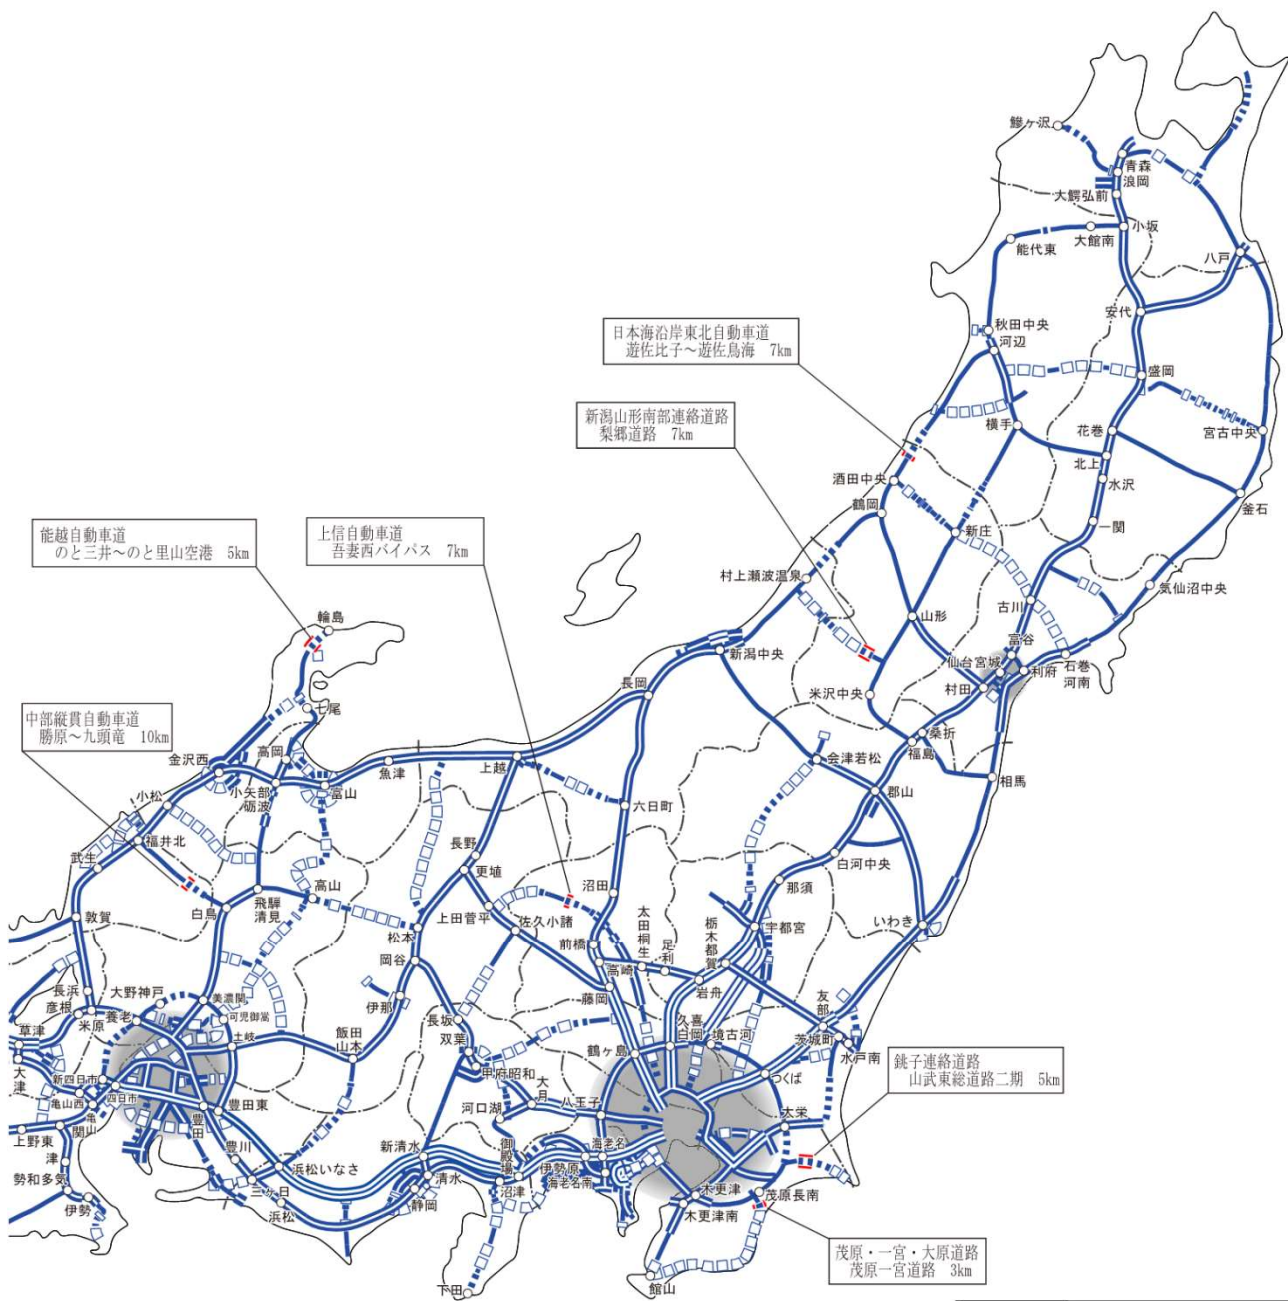 鰺ヶ沢
青森
浪岡
大鰐弘前
小坂
大館南
能代東
八戸
安代
秋田中央
河辺
盛岡
日本海沿岸東北自動車道
遊佐比子～遊佐鳥海 7km
新潟山形南部連絡道路
梨郷道路 7km
横手
花巻
宮古中央
北上
水沢
酒田中央
鶴岡
釜石
一関
新庄
能越自動車道
のと三井～のと里山空港 5km
上信自動車道
吾妻西バイパス 7km
村上瀬波温泉
気仙沼中央
古川
山形
輪島
富谷
新潟中央
仙台宮城
利府
石巻
河南
村田
米沢中央
長岡
七尾
中部縦貫自動車道
勝原～九頭竜 10km
桑折
福島
高岡
金沢西
魚津
上越
会津若松
相馬
小矢部
砺波
富山
小松
六日町
郡山
福井北
武生
長野
更埴
白河中央
那須
沼田
高山
飛騨
清見
白鳥
上田菅平
佐久小諸
太田桐生
足利
栃木都賀
宇都宮
いわき
敦賀
松本
前橋
岡谷
高崎
岩舟
藤岡
長浜
彦根
米原
大野神戸
美濃関
伊那
友部
養老
可児御嵩
長坂
久喜
白岡
境古河
茨城町
水戸南
草津
土岐
飯田
山本
双葉
鶴ヶ島
大津
甲府昭和
つくば
銚子連絡道路
山武東総道路二期 5km
新四日市
亀山西
四日市
亀山
豊田
豊田東
河口湖
大月
八王子
大栄
上野東
関
豊川
新清水
御殿場
海老名
伊勢原
海老名南
津
浜松いなさ
清水
沼津
勢和多気
三ヶ日
静岡
木更津
茂原長南
伊勢
浜松
木更津南
茂原・一宮・大原道路
茂原一宮道路 3km
下田
館山